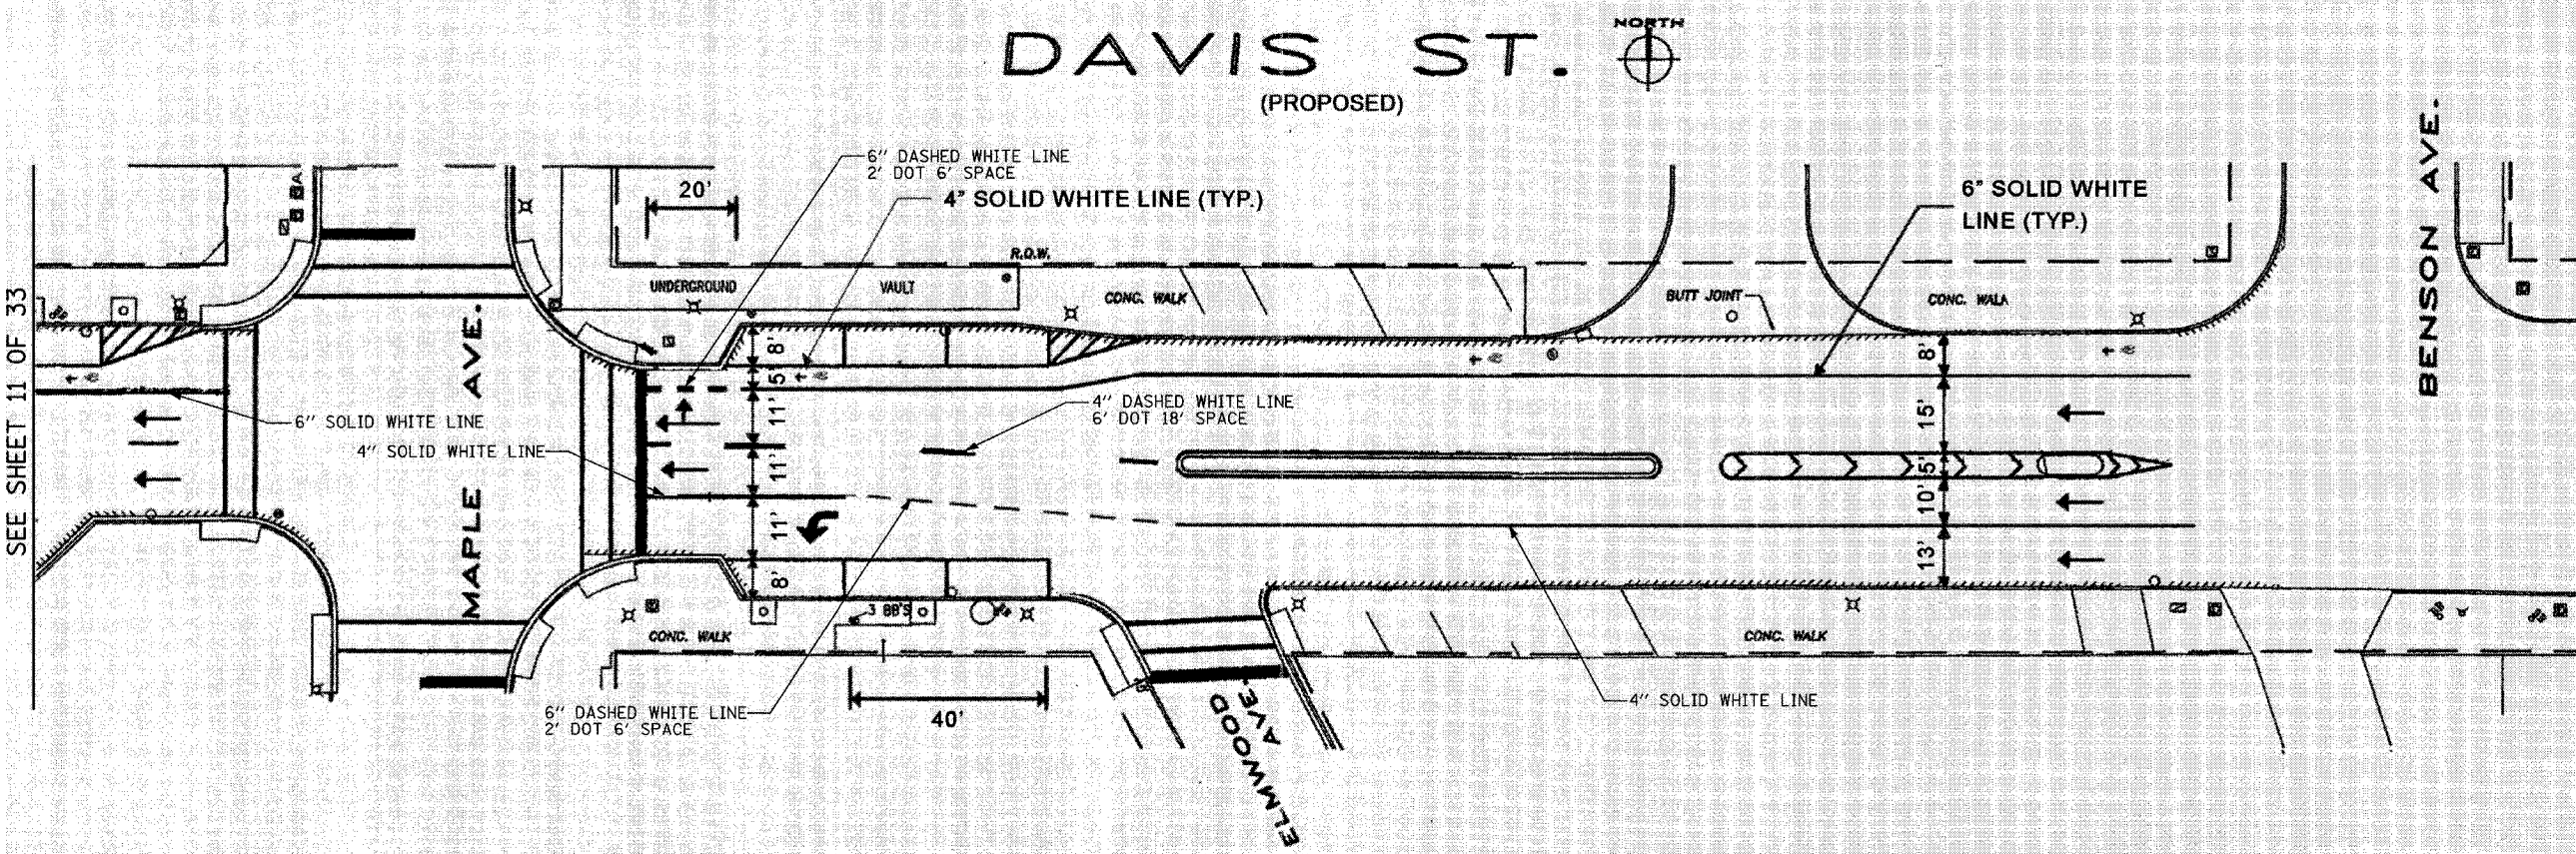 DAVIS ST.
NORTH
(PROPOSED)
6" DASHED WHITE LINE
2' DOT 6' SPACE
4" SOLID WHITE LINE (TYP.)
20'
6" SOLID WHITE
LINE (TYP.)
BENSON AVE.
R.O.W.
UNDERGROUND
VAULT
CONC. WALK
BUTT JOINT
CONC. WALK
SEE SHEET 11 OF 33
MAPLE AVE.
8'
5'
11'
11'
11'
8'
8'
15'
5'
10'
13'
4" DASHED WHITE LINE
6' DOT 18' SPACE
6" SOLID WHITE LINE
4" SOLID WHITE LINE
3 BB'S
CONC. WALK
CONC. WALK
6" DASHED WHITE LINE
2' DOT 6' SPACE
40'
4" SOLID WHITE LINE
ELMWOOD
AVE.